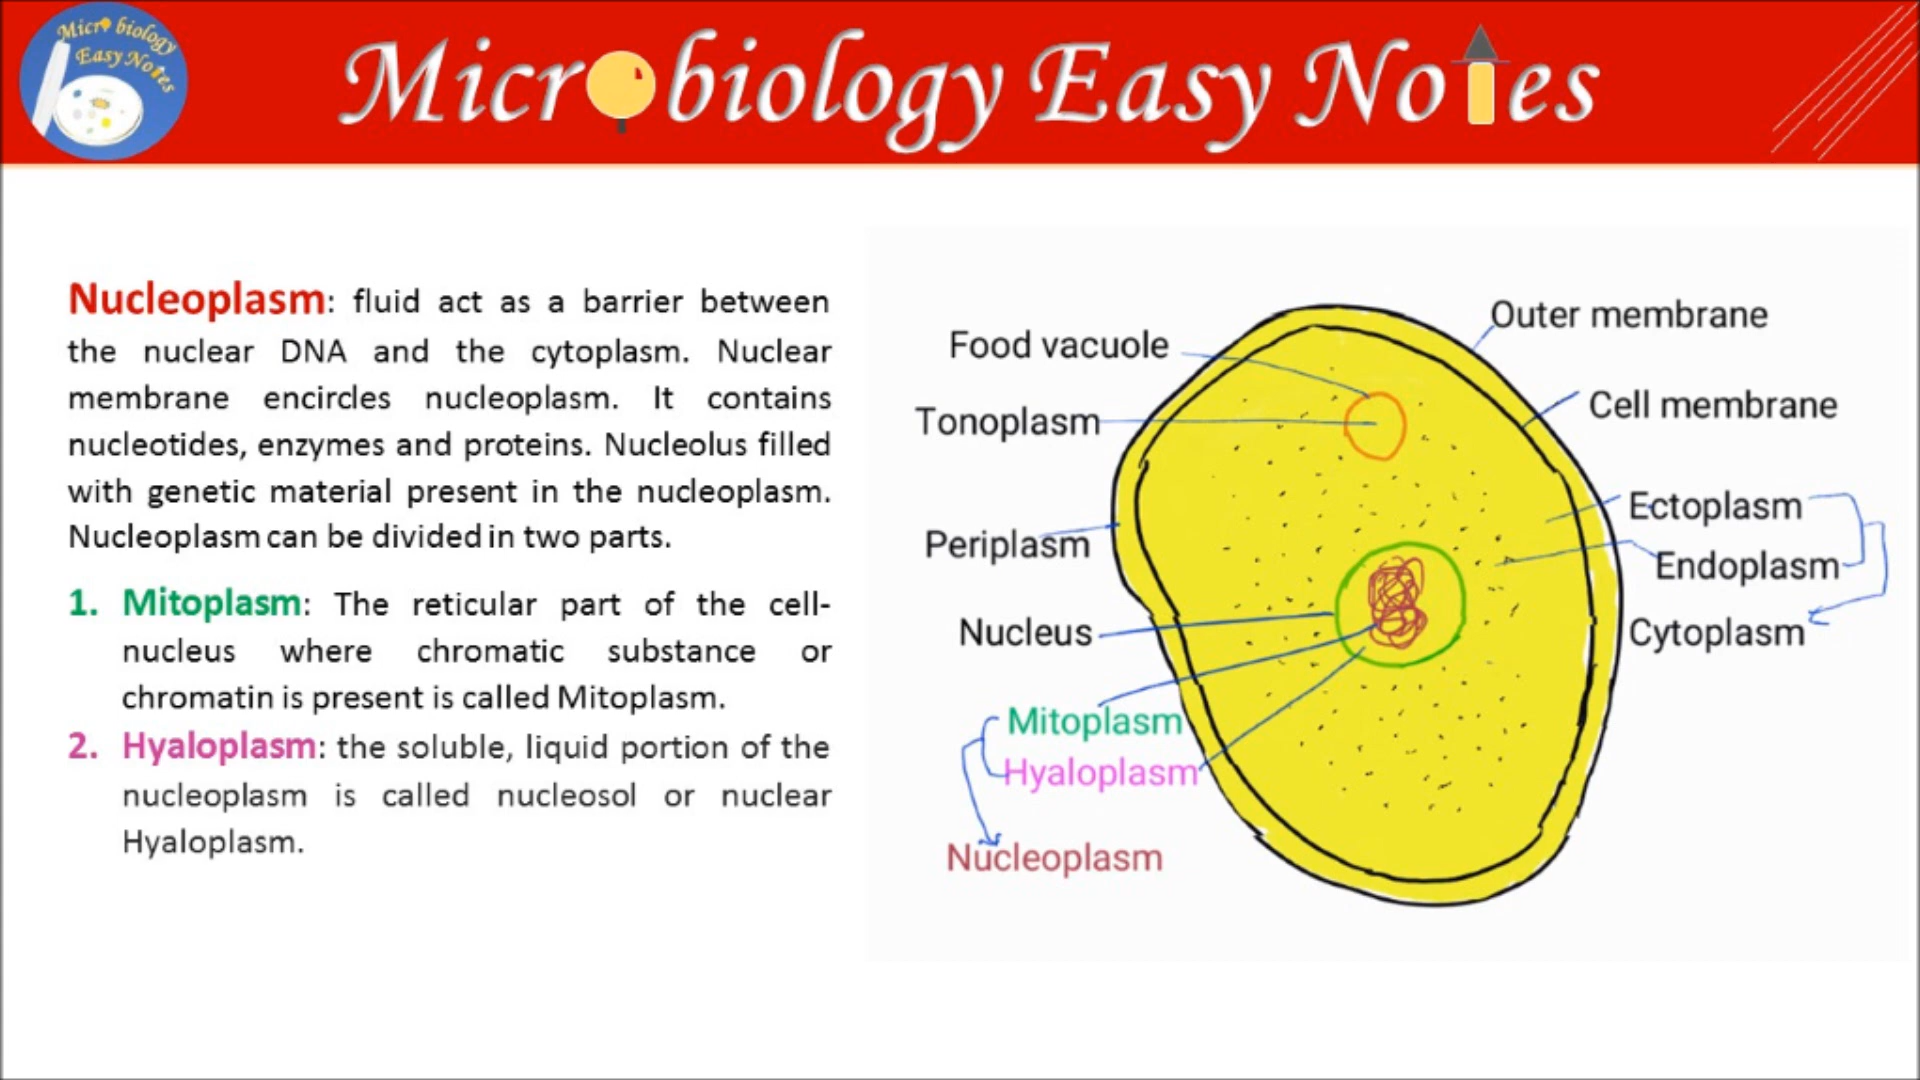 Micro biology
Easy Notes
Microbiology Easy Notes
Nucleoplasm: fluid act as a barrier between
the nuclear DNA and the cytoplasm. Nuclear
membrane encircles nucleoplasm. It contains
nucleotides, enzymes and proteins. Nucleolus filled
with genetic material present in the nucleoplasm.
Nucleoplasm can be divided in two parts.
1. Mitoplasm: The reticular part of the cell-
nucleus where chromatic substance or
chromatin is present is called Mitoplasm.
2. Hyaloplasm: the soluble, liquid portion of the
nucleoplasm is called nucleosol or nuclear
Hyaloplasm.
Food vacuole
Tonoplasm
Periplasm
Nucleus
Mitoplasm
Hyaloplasm
Nucleoplasm
Outer membrane
Cell membrane
Ectoplasm
Endoplasm
Cytoplasm